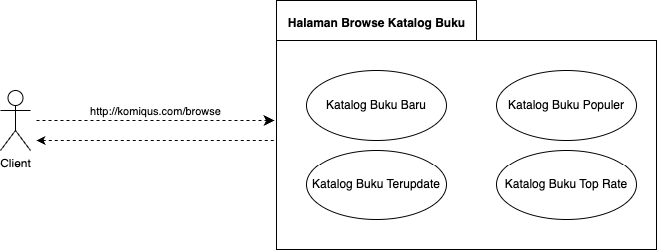 Halaman Browse Katalog Buku
http://komiqus.com/browse
Client
Katalog Buku Baru
Katalog Buku Populer
Katalog Buku Terupdate
Katalog Buku Top Rate